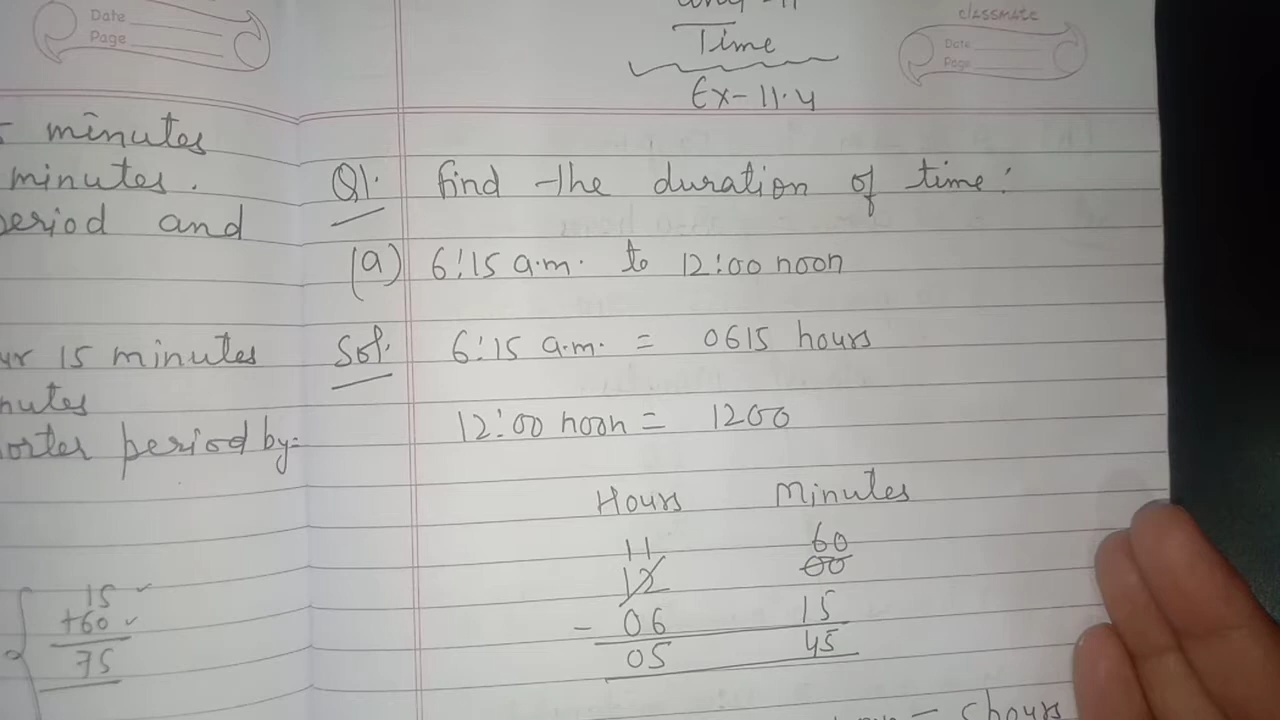 Date
Page
classmate
Date
Page
Time
Ex-11.4
minutes
minutes.
period and
15 minutes
period by:-
15
+60
75
Q1. Find the duration of time:
(a) 6:15 a.m. to 12:00 noon
Sol. 6:15 a.m. = 0615 hours
12:00 noon = 1200
Hours Minutes
11 60
12 00
- 06 15
05 45
= 5 hours